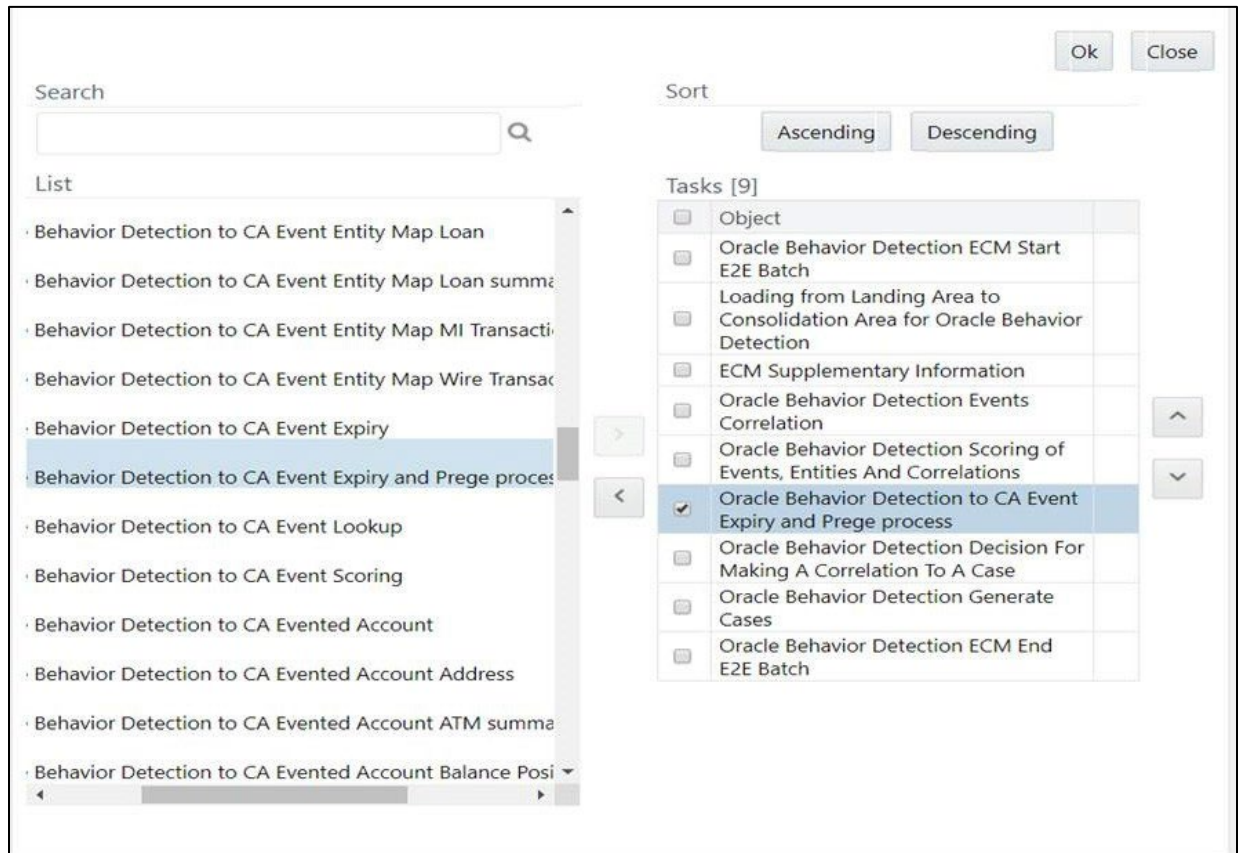 Ok Close
Search
Sort
Ascending Descending
List
Tasks [9]
Behavior Detection to CA Event Entity Map Loan
Behavior Detection to CA Event Entity Map Loan summa
Behavior Detection to CA Event Entity Map MI Transacti
Behavior Detection to CA Event Entity Map Wire Transac
Behavior Detection to CA Event Expiry
Behavior Detection to CA Event Expiry and Prege proces
Behavior Detection to CA Event Lookup
Behavior Detection to CA Event Scoring
Behavior Detection to CA Evented Account
Behavior Detection to CA Evented Account Address
Behavior Detection to CA Evented Account ATM summa
Behavior Detection to CA Evented Account Balance Posi
Object
Oracle Behavior Detection ECM Start
E2E Batch
Loading from Landing Area to
Consolidation Area for Oracle Behavior
Detection
ECM Supplementary Information
Oracle Behavior Detection Events
Correlation
Oracle Behavior Detection Scoring of
Events, Entities And Correlations
Oracle Behavior Detection to CA Event
Expiry and Prege process
Oracle Behavior Detection Decision For
Making A Correlation To A Case
Oracle Behavior Detection Generate
Cases
Oracle Behavior Detection ECM End
E2E Batch